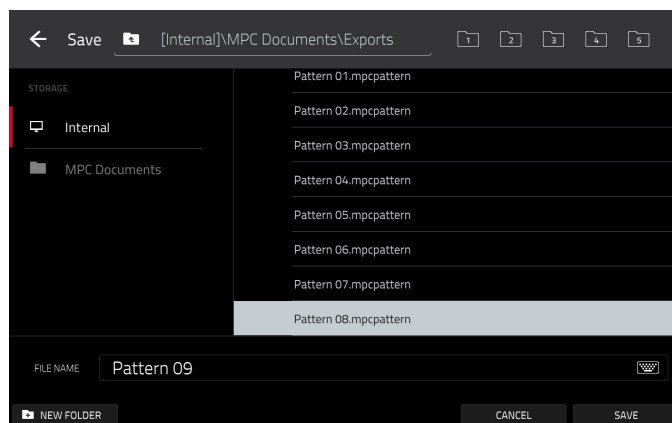 Save [Internal]\MPC Documents\Exports 1 2 3 4 5
STORAGE
Internal
MPC Documents
Pattern 01.mpcpattern
Pattern 02.mpcpattern
Pattern 03.mpcpattern
Pattern 04.mpcpattern
Pattern 05.mpcpattern
Pattern 06.mpcpattern
Pattern 07.mpcpattern
Pattern 08.mpcpattern
FILE NAME Pattern 09
NEW FOLDER CANCEL SAVE